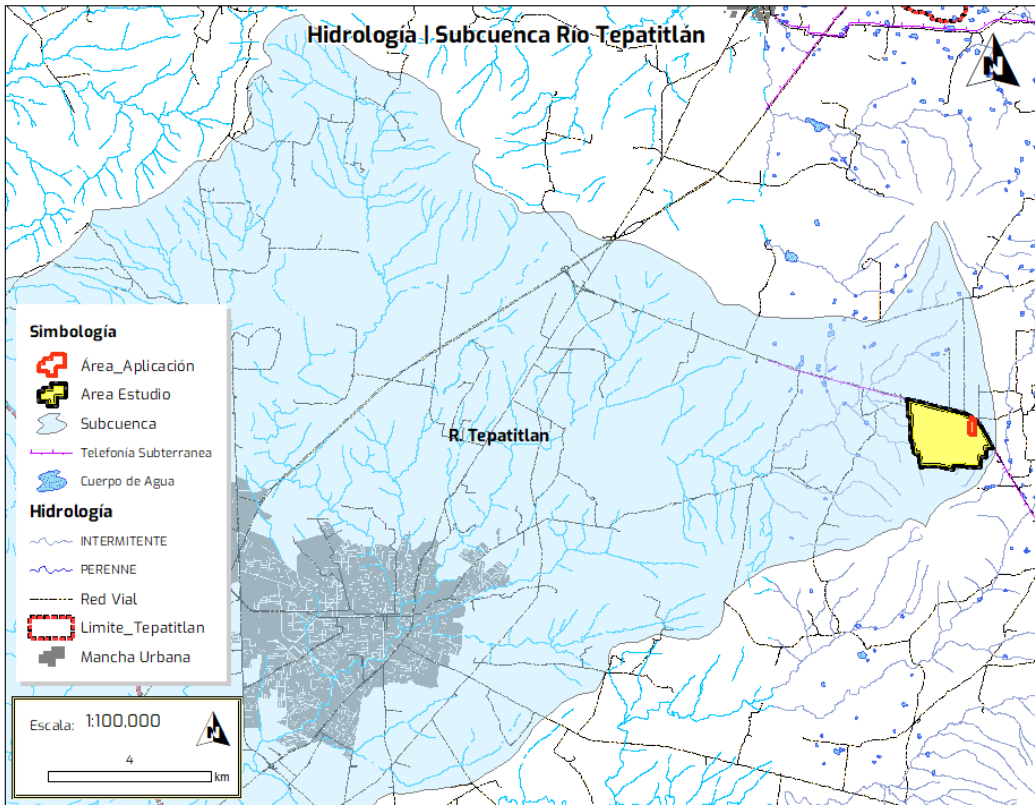 Hidrología | Subcuenca Río Tepatitlán
N
R. Tepatitlan
Simbología
Área_Aplicación
Area Estudio
Subcuenca
Telefonía Subterranea
Cuerpo de Agua
Hidrología
INTERMITENTE
PERENNE
Red Vial
Limite_Tepatitlan
Mancha Urbana
Escala: 1:100,000
N
4
km